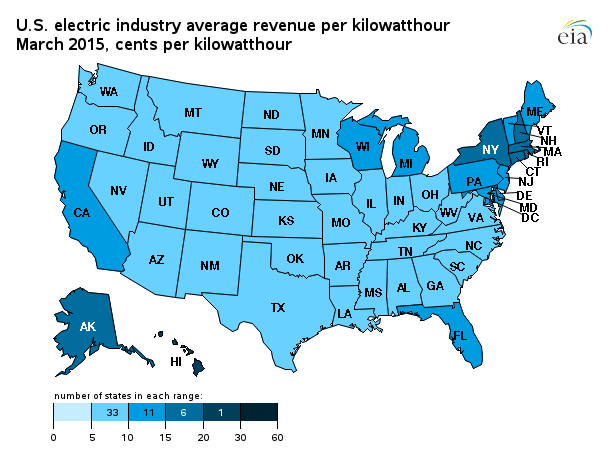 U.S. electric industry average revenue per kilowatthour
March 2015, cents per kilowatthour
eia
WA
MT
ND
MN
ME
OR
ID
SD
WI
MI
NY
VT
NH
MA
RI
CT
WY
IA
PA
NJ
NE
NV
UT
CO
IL
IN
OH
DE
MD
DC
CA
KS
MO
WV
VA
KY
AZ
NM
OK
AR
TN
NC
SC
TX
LA
MS
AL
GA
FL
AK
HI
number of states in each range:
33 11 6 1
0 5 10 15 20 30 60